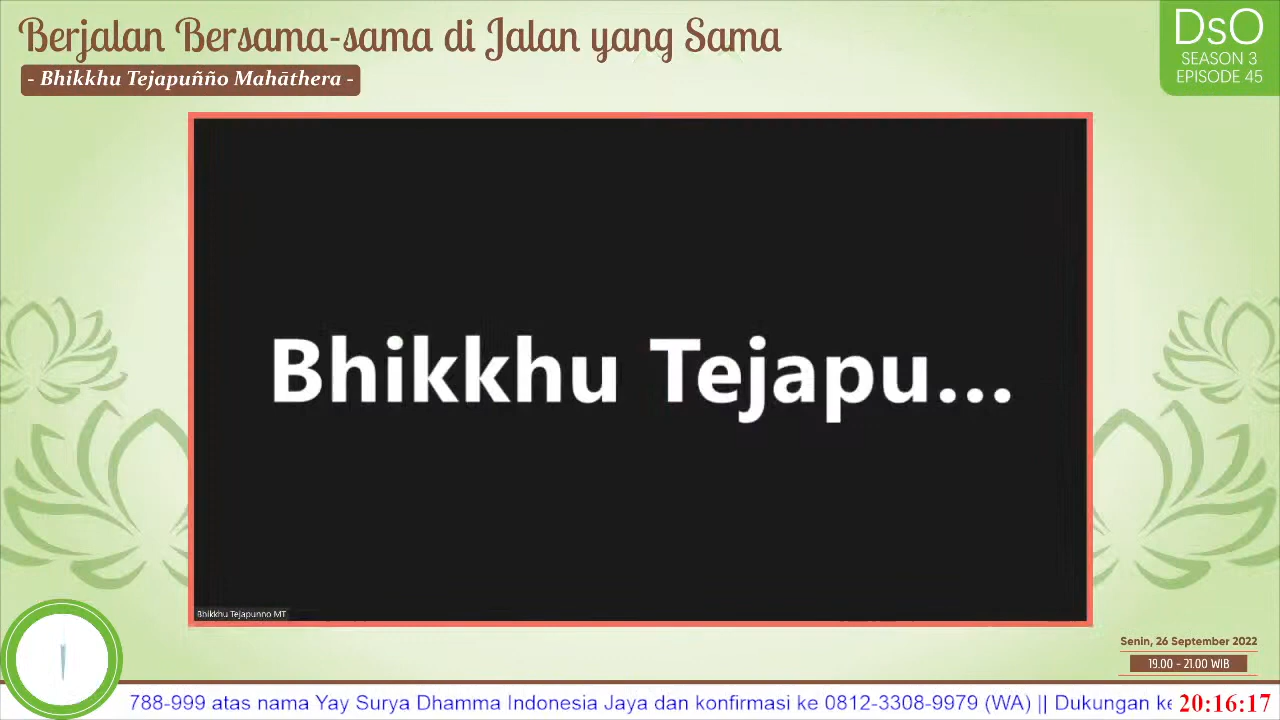 Berjalan Bersama-sama di Jalan yang Sama
- Bhikkhu Tejapuñño Mahāthera -
DsO
SEASON 3
EPISODE 45
Bhikkhu Tejapu...
Bhikkhu Tejapunno MT
Senin, 26 September 2022
19.00 - 21.00 WIB
788-999 atas nama Yay Surya Dhamma Indonesia Jaya dan konfirmasi ke 0812-3308-9979 (WA) || Dukungan ke
20:16:17